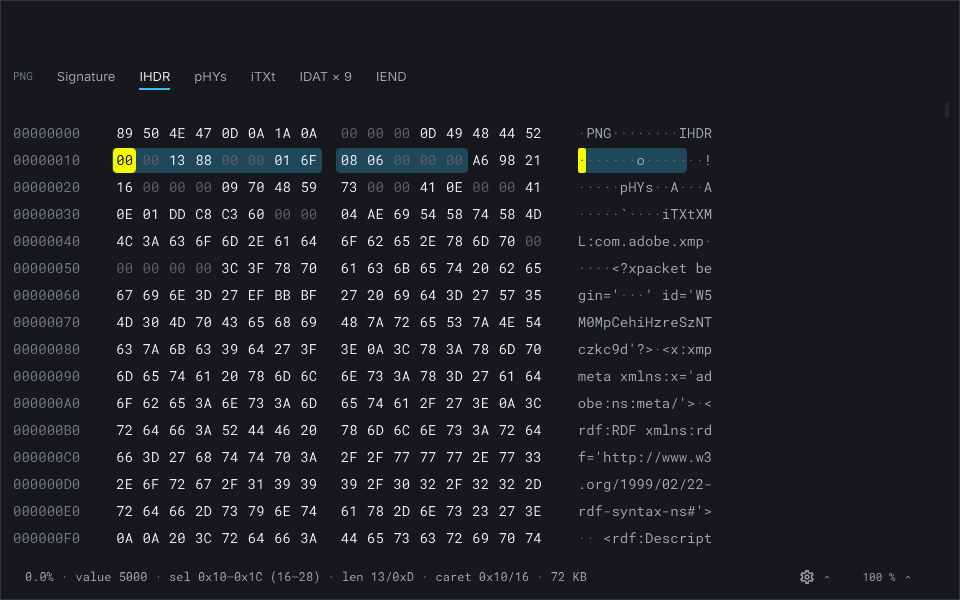 PNG Signature IHDR pHYs iTXt IDAT × 9 IEND
00000000 89 50 4E 47 0D 0A 1A 0A 00 00 00 0D 49 48 44 52 ·PNG········IHDR
00000010 00 00 13 88 00 00 01 6F 08 06 00 00 00 A6 98 21 ·······o·······!
00000020 16 00 00 00 09 70 48 59 73 00 00 41 0E 00 00 41 ·····pHYs··A···A
00000030 0E 01 DD C8 C3 60 00 00 04 AE 69 54 58 74 58 4D ·····`····iTXtXM
00000040 4C 3A 63 6F 6D 2E 61 64 6F 62 65 2E 78 6D 70 00 L:com.adobe.xmp·
00000050 00 00 00 00 3C 3F 78 70 61 63 6B 65 74 20 62 65 ····<?xpacket be
00000060 67 69 6E 3D 27 EF BB BF 27 20 69 64 3D 27 57 35 gin='···' id='W5
00000070 4D 30 4D 70 43 65 68 69 48 7A 72 65 53 7A 4E 54 M0MpCehiHzreSzNT
00000080 63 7A 6B 63 39 64 27 3F 3E 0A 3C 78 3A 78 6D 70 czkc9d'?>·<x:xmp
00000090 6D 65 74 61 20 78 6D 6C 6E 73 3A 78 3D 27 61 64 meta xmlns:x='ad
000000A0 6F 62 65 3A 6E 73 3A 6D 65 74 61 2F 27 3E 0A 3C obe:ns:meta/'>·<
000000B0 72 64 66 3A 52 44 46 20 78 6D 6C 6E 73 3A 72 64 rdf:RDF xmlns:rd
000000C0 66 3D 27 68 74 74 70 3A 2F 2F 77 77 77 2E 77 33 f='http://www.w3
000000D0 2E 6F 72 67 2F 31 39 39 39 2F 30 32 2F 32 32 2D .org/1999/02/22-
000000E0 72 64 66 2D 73 79 6E 74 61 78 2D 6E 73 23 27 3E rdf-syntax-ns#'>
000000F0 0A 0A 20 3C 72 64 66 3A 44 65 73 63 72 69 70 74 ·· <rdf:Descript
0.0% · value 5000 · sel 0x10–0x1C (16–28) · len 13/0xD · caret 0x10/16 · 72 KB 100 %